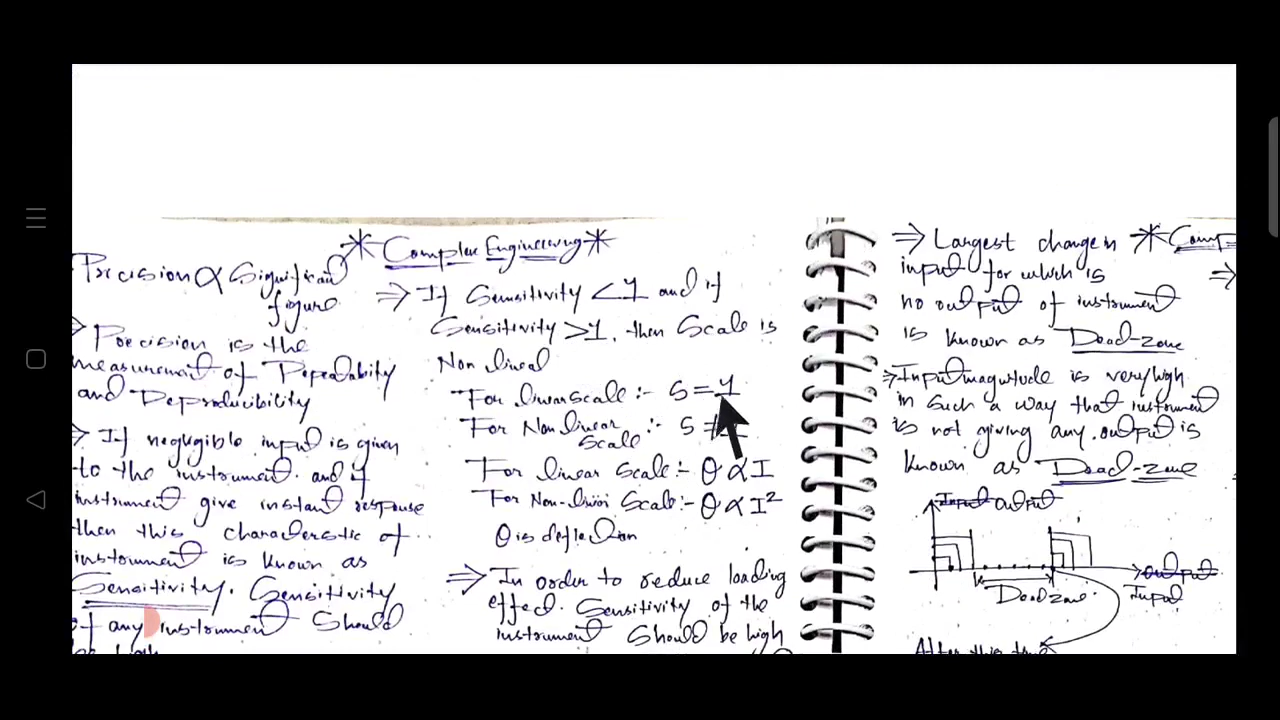 *Complex Engineering*
Precision ∝ Significant
figure
Precision is the
measurement of Repeatability
and Reproducibility
⇒ If negligible input is given
to the instrument and if
instrument give instant response
then this characteristic of
instrument is known as
Sensitivity. Sensitivity
of any instrument should
⇒ If Sensitivity <1 and if
Sensitivity >1, then Scale is
Non lineal
For linear scale :- S = 1
For Non linear :- S ≠
Scale
For linear Scale :- θ ∝ I
For Non-linear Scale :- θ ∝ I²
θ is deflection
⇒ In order to reduce loading
effect. Sensitivity of the
instrument should be high
⇒ Largest change in *Comp
input for which is
no output of instrument
is known as Dead-zone
⇒ Input magnitude is very high
in such a way that instrument
is not giving any output is
known as Dead-zone
Input output
output
Dead zone
Input
After this